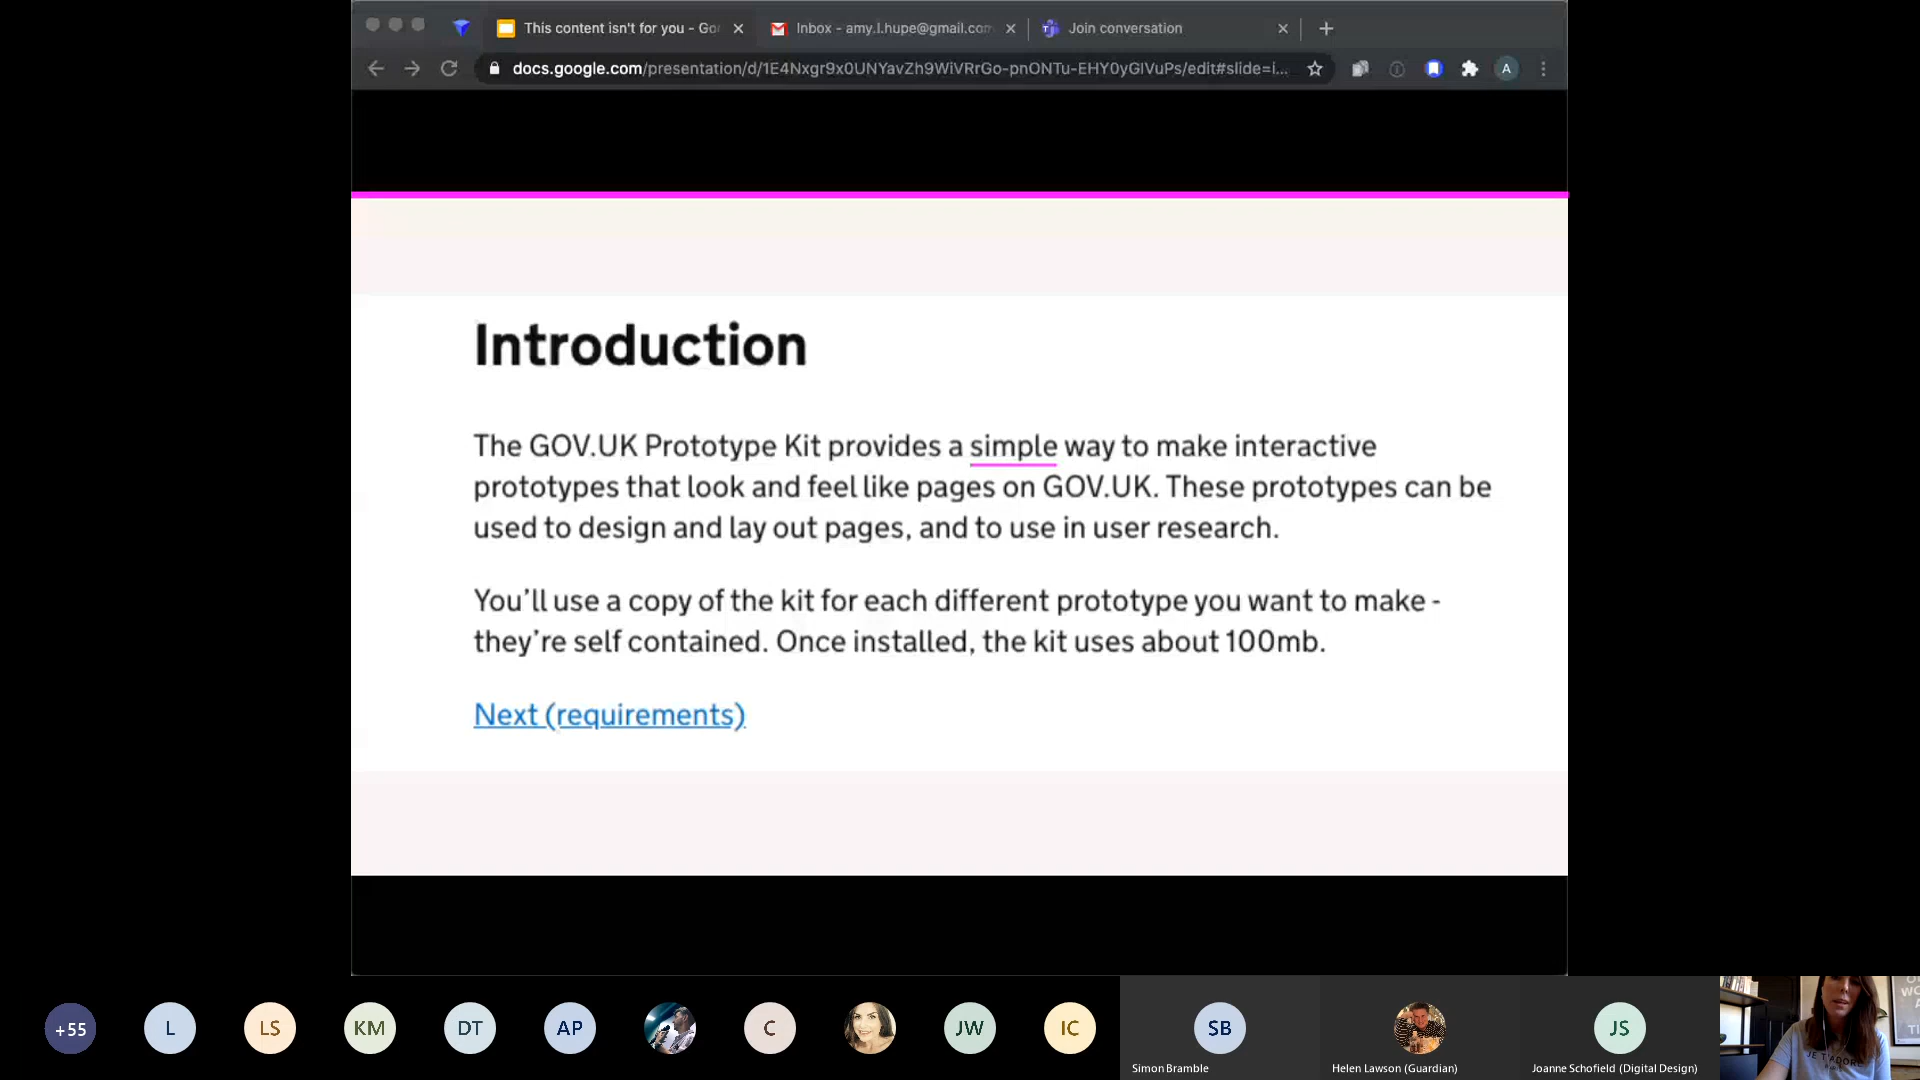 This content isn't for you - Go
Inbox - amy.l.hupe@gmail.com
Join conversation
docs.google.com/presentation/d/1E4Nxgr9x0UNYavZh9WiVRrGo-pnONTu-EHY0yGlVuPs/edit#slide=i...
A
Introduction
The GOV.UK Prototype Kit provides a simple way to make interactive
prototypes that look and feel like pages on GOV.UK. These prototypes can be
used to design and lay out pages, and to use in user research.
You'll use a copy of the kit for each different prototype you want to make -
they're self contained. Once installed, the kit uses about 100mb.
Next (requirements)
+55
L
LS
KM
DT
AP
C
JW
IC
SB
JS
Simon Bramble
Helen Lawson (Guardian)
Joanne Schofield (Digital Design)
JE T'ADORE